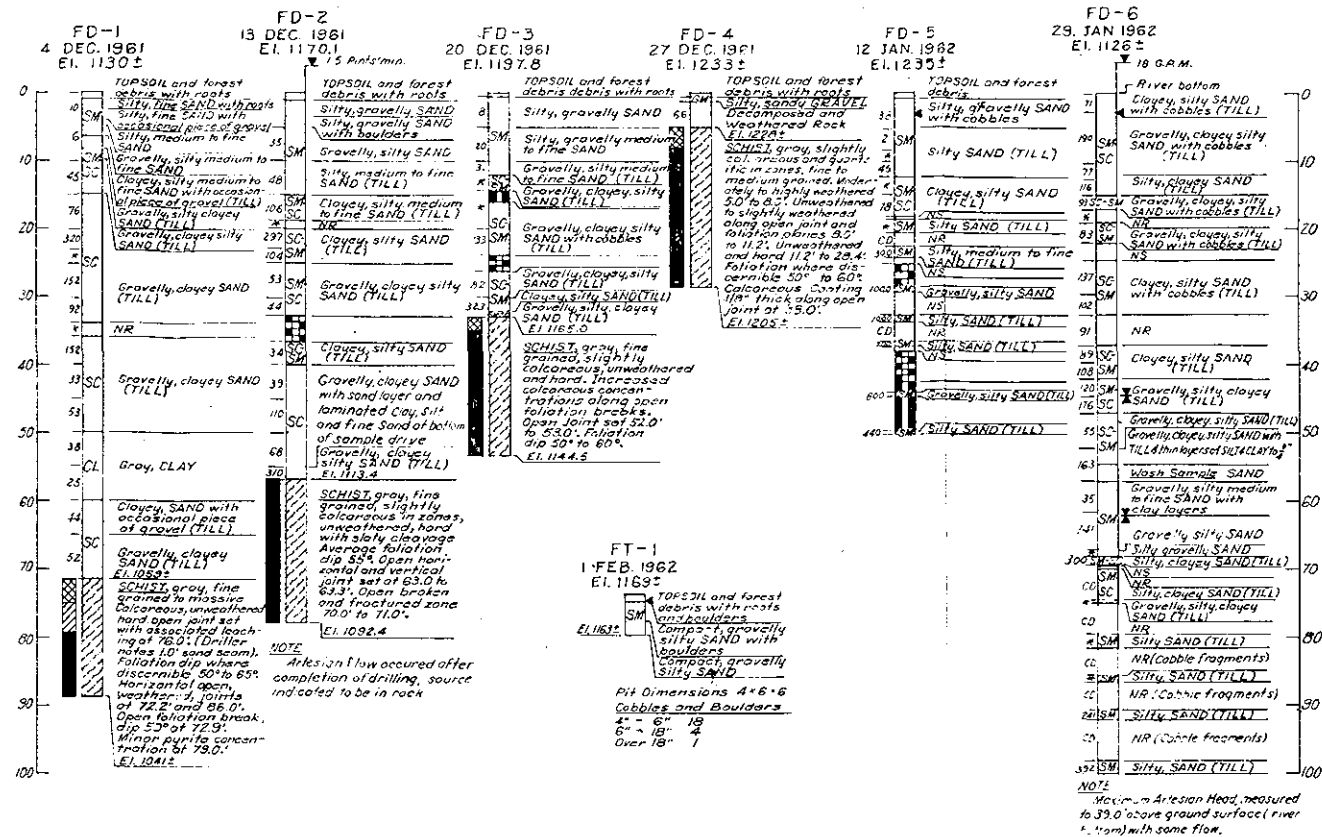 FD-1
4 DEC. 1961
El. 1130±
TOPSOIL and forest
debris with roots
Silty, fine SAND with roots
Silty, fine SAND with
occasional piece of gravel
Silty, medium to fine
SAND
Gravelly, silty medium to
fine SAND
Clayey, silty medium to
fine SAND with occasion-
al piece of gravel (TILL)
Gravelly, silty clayey
SAND (TILL)
Gravelly, clayey silty
SAND (TILL)
Gravelly, clayey SAND
(TILL)
NR
Gravelly, clayey SAND
(TILL)
Gray, CLAY
Clayey, SAND with
occasional piece
of gravel (TILL)
Gravelly, clayey
SAND (TILL)
El. 1059±
SCHIST, gray, fine
grained to massive
Calcareous, unweathered
hard, open joint set
with associated leach-
ing at 76.0'. (Driller
notes 1.0' sand seam).
Foliation dip where
discernible, 50° to 65°.
Horizontal open,
weathered, joints
at 72.2' and 86.0'.
Open foliation break,
dip 50° at 72.9'.
Minor pyrite concen-
tration at 79.0'.
El. 1041±
FD-2
13 DEC. 1961
El. 1170.1
1.5 Pints/min.
TOPSOIL and forest
debris with roots
Silty, gravelly SAND
Silty, gravelly SAND
with boulders
Gravelly, silty SAND
Silty, medium to fine
SAND (TILL)
Clayey, silty medium
to fine SAND (TILL)
NR
Clayey, silty SAND
(TILL)
Gravelly, clayey silty
SAND (TILL)
Clayey, silty SAND
(TILL)
Gravelly, clayey SAND
with sand layer and
laminated Clay, Silt
and fine Sand at bottom
of sample drive
Gravelly, clayey
silty SAND (TILL)
El. 1113.4
SCHIST, gray, fine
grained, slightly
calcareous in zones,
unweathered, hard
with slaty cleavage
Average foliation
dip 55°. Open hori-
zontal and vertical
joint set at 63.0 to
63.3'. Open broken
and fractured zone
70.0' to 71.0'.
El. 1092.4
NOTE
Artesian flow occured after
completion of drilling, source
indicated to be in rock
FD-3
20 DEC. 1961
El. 1197.8
TOPSOIL and forest
debris debris with roots
Silty, gravelly SAND
Silty, gravelly medium
to fine SAND
Gravelly, silty medium
to fine SAND (TILL)
Gravelly, clayey, silty
SAND (TILL)
Gravelly, clayey silty
SAND with cobbles
(TILL)
Gravelly, clayey, silty
SAND (TILL)
Clayey, silty SAND (TILL)
Gravelly, silty, clayey
SAND (TILL)
El. 1165.0
SCHIST, gray, fine
grained, slightly
calcareous, unweathered
and hard. Increased
calcareous concen-
trations along open
foliation breaks.
Open Joint set 52.0'
to 53.0'. Foliation
dip 50° to 60°.
El. 1144.5
FD-4
27 DEC. 1961
El. 1233±
TOPSOIL and forest
debris with roots
Silty, sandy GRAVEL
Decomposed and
Weathered Rock
El. 1228±
SCHIST, gray, slightly
calcareous and quartz-
itic in zones, fine to
medium grained. Moder-
ately to highly weathered
Unweathered
to slightly weathered
along open joint and
foliation planes
to 11.2'. Unweathered
and hard 11.2' to 28.4'.
Foliation where dis-
cernible 50° to 60°.
Calcareous Coating
1/8" thick along open
joint at
El. 1205±
FD-5
12 JAN. 1962
El. 1235±
TOPSOIL and forest
debris
Silty, gravelly SAND
with cobbles
Silty SAND (TILL)
Clayey, silty SAND
(TILL)
NS
Silty SAND (TILL)
NR
Silty, medium to fine
SAND (TILL)
NS
Gravelly, silty SAND (TILL)
NS
Silty, SAND (TILL)
NR
Silty SAND (TILL)
NS
Gravelly, silty SAND (TILL)
Silty SAND (TILL)
FT-1
1 FEB. 1962
El. 1169±
TOPSOIL and forest
debris with roots
and boulders
Compact, gravelly
silty SAND with
boulders
Compact, gravelly
Silty SAND
El. 1163±
Pit Dimensions 4×6×6
Cobbles and Boulders
4" - 6" 18
6" - 18" 4
Over 18" 1
FD-6
29. JAN 1962
El. 1126±
18 G.P.M.
River bottom
Clayey, silty SAND
with cobbles (TILL)
Gravelly, clayey silty
SAND with cobbles
(TILL)
Silty, clayey SAND
(TILL)
Gravelly, clayey, silty
SAND with cobbles (TILL)
NR
Gravelly, clayey, silty
SAND with cobbles (TILL)
NS
Clayey, silty SAND
with cobbles (TILL)
NR
Clayey, silty SAND
(TILL)
Gravelly, silty, clayey
SAND (TILL)
Gravelly, clayey, silty SAND (TILL)
Gravelly, clayey, silty SAND with
TILL & thin layers of SILT & CLAY to
Wash Sample SAND
Gravelly, silty medium
to fine SAND with
clay layers
Gravelly silty SAND
Silty gravelly SAND
Silty, clayey SAND (TILL)
NS
NR
Silty, clayey SAND (TILL)
Gravelly, silty, clayey
SAND (TILL)
NR
Silty SAND (TILL)
NR (Cobble fragments)
Silty, SAND (TILL)
NR (Cobble fragments)
Silty SAND (TILL)
NR (Cobble fragments)
Silty, SAND (TILL)
NOTE
Maximum Artesian Head, measured
to 39.0' above ground surface (river
bottom) with some flow.
0
10
20
30
40
50
60
70
80
90
100